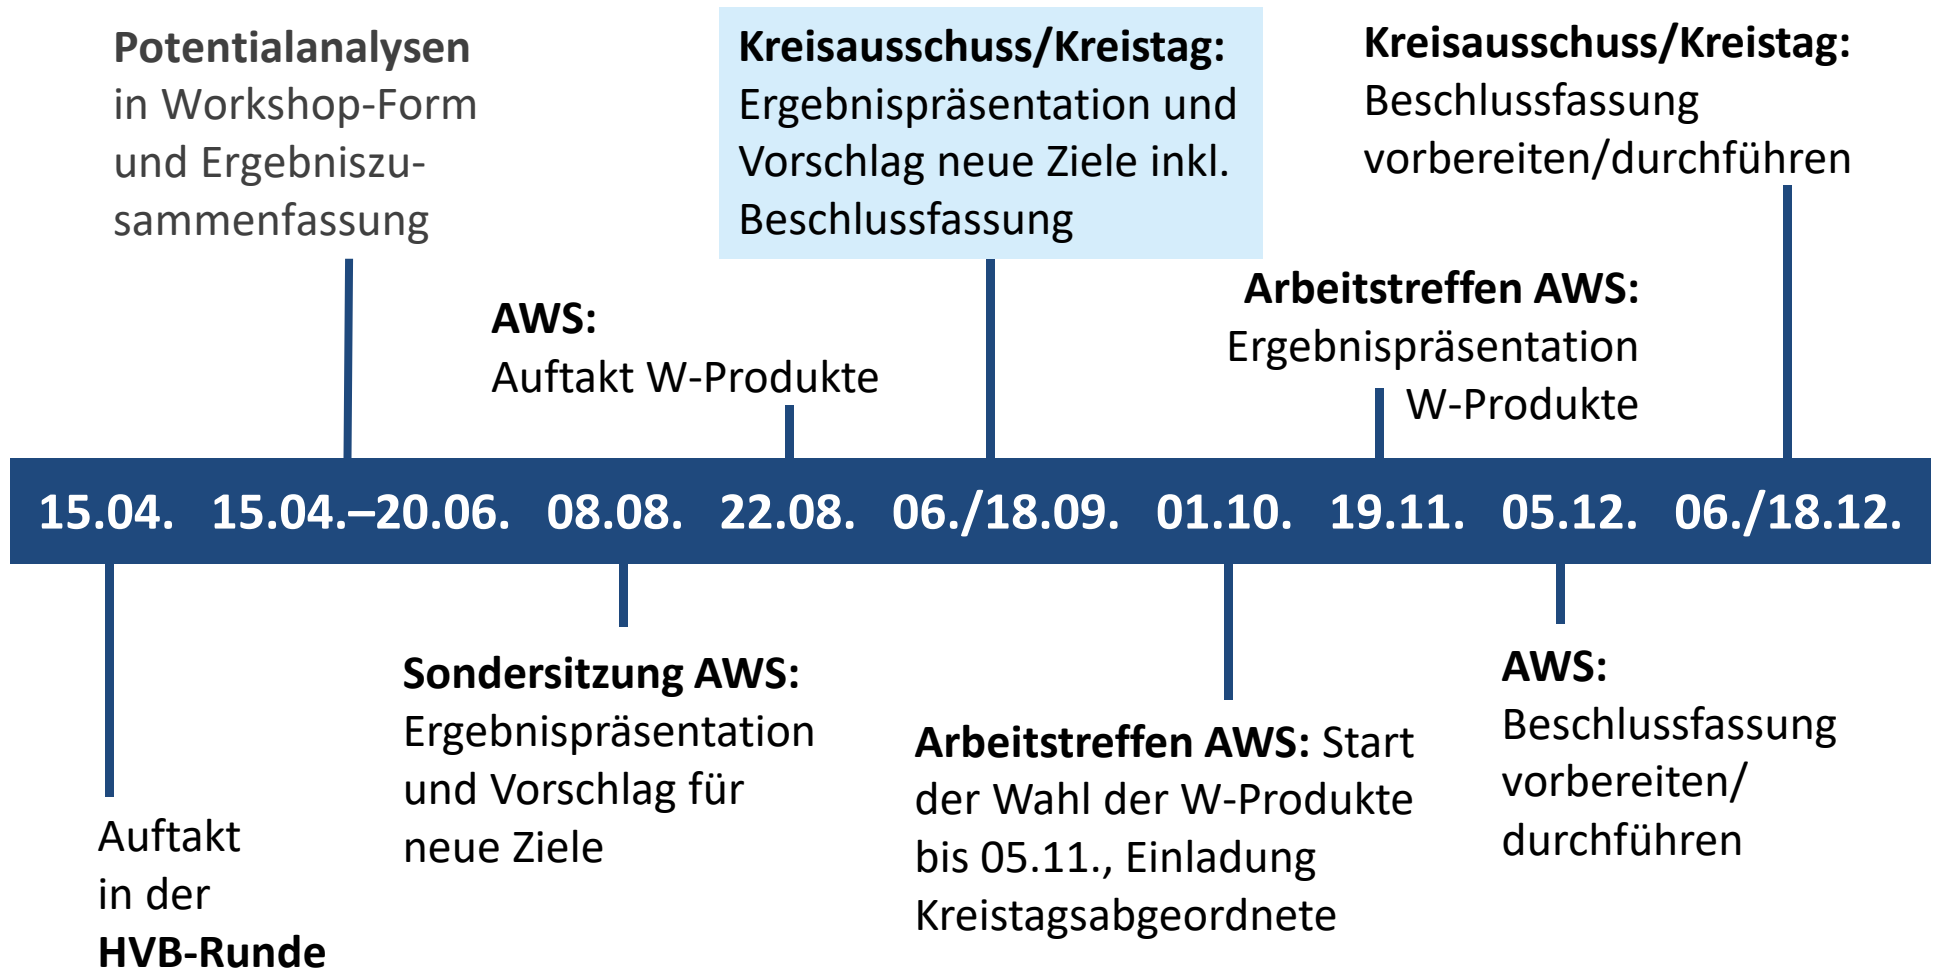 Potentialanalysen
in Workshop-Form
und Ergebniszu-
sammenfassung
AWS:
Auftakt W-Produkte
Kreisausschuss/Kreistag:
Ergebnispräsentation und
Vorschlag neue Ziele inkl.
Beschlussfassung
Arbeitstreffen AWS:
Ergebnispräsentation
W-Produkte
Kreisausschuss/Kreistag:
Beschlussfassung
vorbereiten/durchführen
15.04. 15.04.–20.06. 08.08. 22.08. 06./18.09. 01.10. 19.11. 05.12. 06./18.12.
Auftakt
in der
HVB-Runde
Sondersitzung AWS:
Ergebnispräsentation
und Vorschlag für
neue Ziele
Arbeitstreffen AWS: Start
der Wahl der W-Produkte
bis 05.11., Einladung
Kreistagsabgeordnete
AWS:
Beschlussfassung
vorbereiten/
durchführen